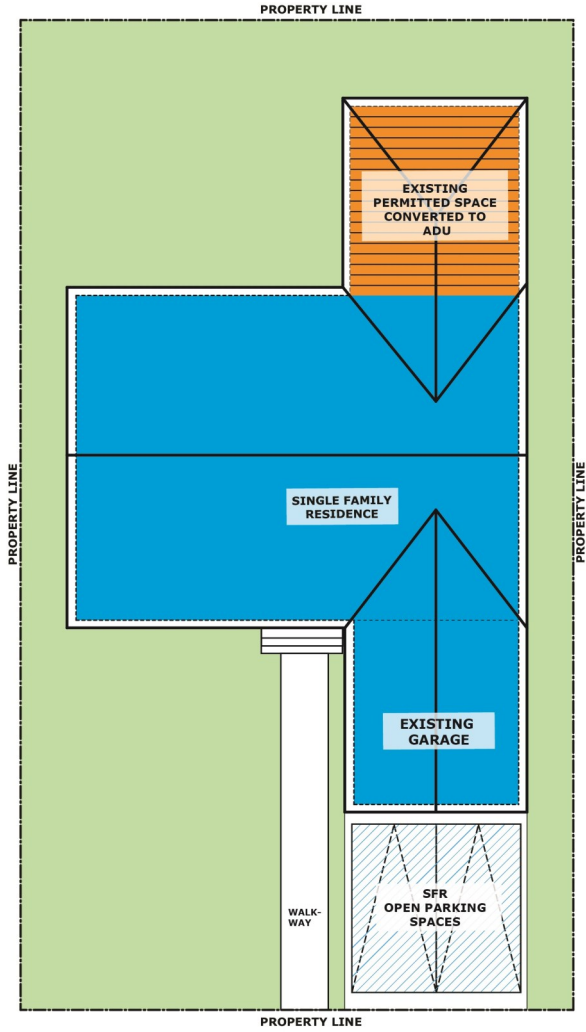 PROPERTY LINE
EXISTING
PERMITTED SPACE
CONVERTED TO
ADU
PROPERTY LINE
SINGLE FAMILY
RESIDENCE
PROPERTY LINE
EXISTING
GARAGE
SFR
OPEN PARKING
SPACES
WALK-
WAY
PROPERTY LINE